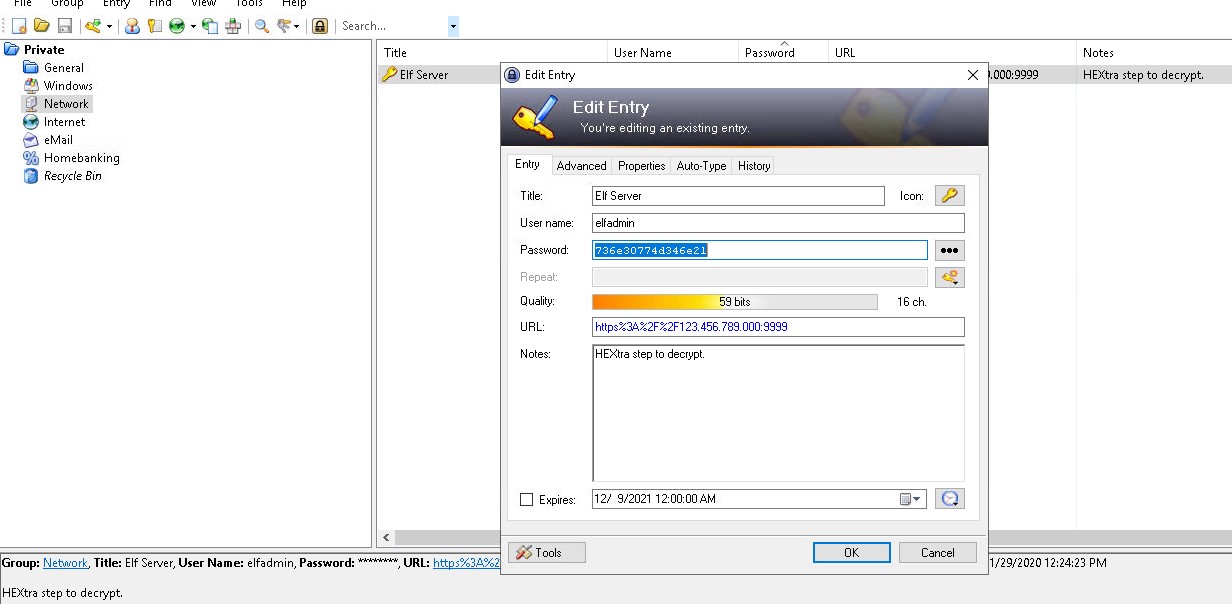 File Group Entry Find View Tools Help
Search...
Private
General
Windows
Network
Internet
eMail
Homebanking
Recycle Bin
Title User Name Password URL Notes
Elf Server .000:9999 HEXtra step to decrypt.
Edit Entry
Edit Entry
You're editing an existing entry.
Entry Advanced Properties Auto-Type History
Title: Elf Server Icon:
User name: elfadmin
Password: 736e30774d346e21
Repeat:
Quality: 59 bits 16 ch.
URL: https%3A%2F%2F123.456.789.000:9999
Notes: HEXtra step to decrypt.
Expires: 12/ 9/2021 12:00:00 AM
Tools OK Cancel
Group: Network, Title: Elf Server, User Name: elfadmin, Password: ********, URL: https%3A%2 1/29/2020 12:24:23 PM
HEXtra step to decrypt.